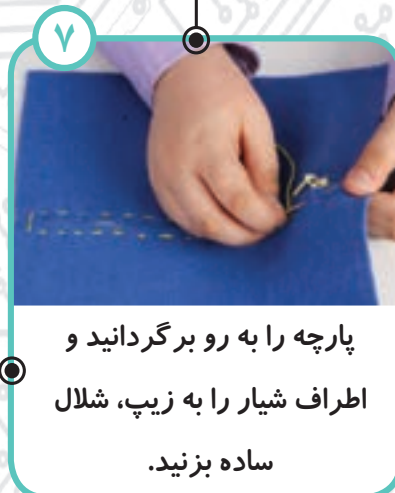 ۷
پارچه را به رو برگردانید و
اطراف شیار را به زیپ، شلال
ساده بزنید.